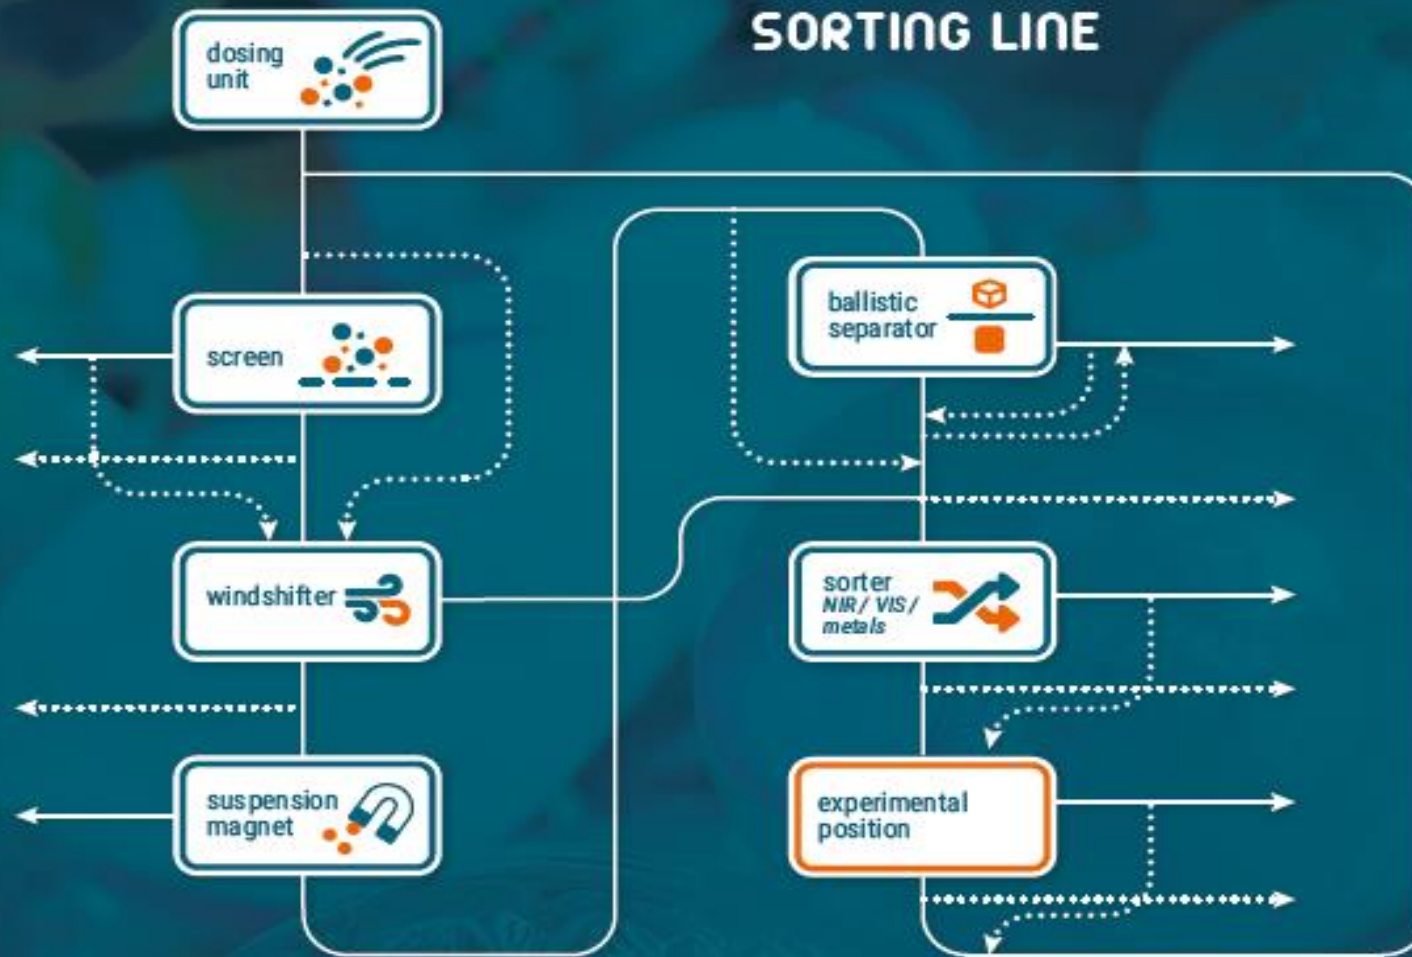 SORTING LINE
dosing
unit
screen
windshifter
suspension
magnet
ballistic
separator
sorter
NIR / VIS /
metals
experimental
position